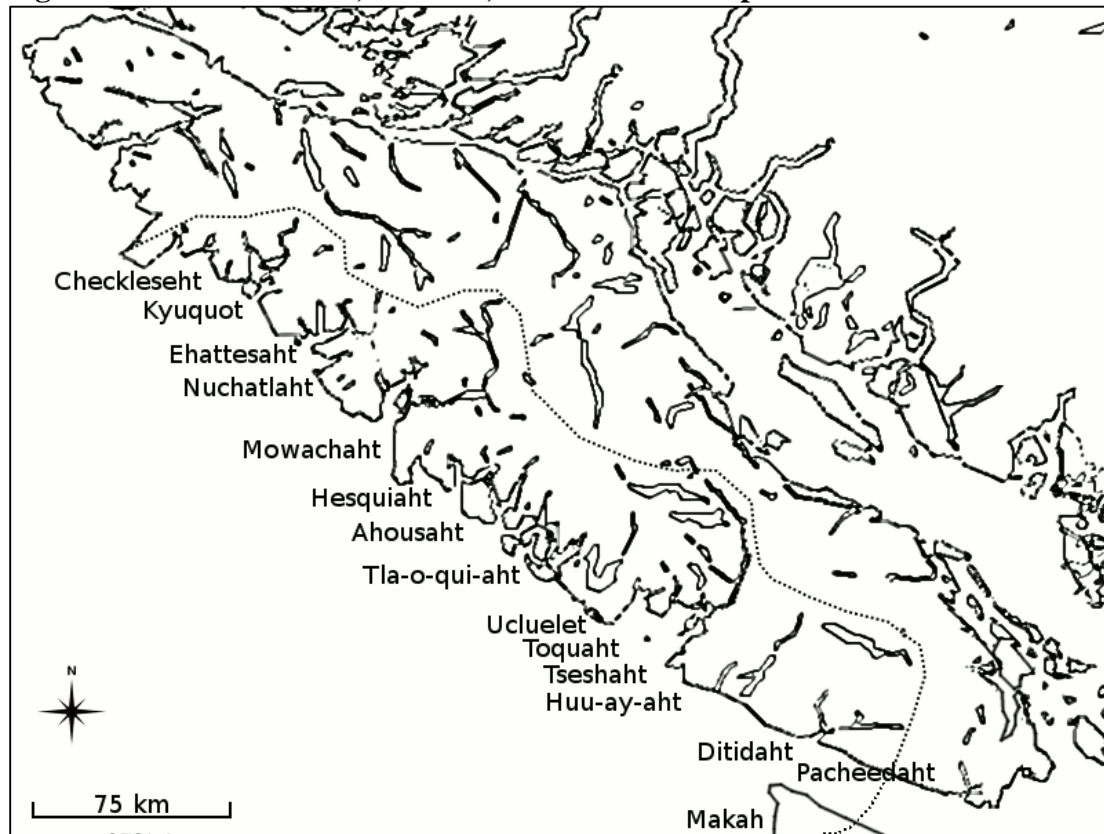 Checkleseht
Kyuquot
Ehattesaht
Nuchatlaht
Mowachaht
Hesquiaht
Ahousaht
Tla-o-qui-aht
Ucluelet
Toquaht
Tseshaht
Huu-ay-aht
Ditidaht
Pacheedaht
Makah
N
75 km